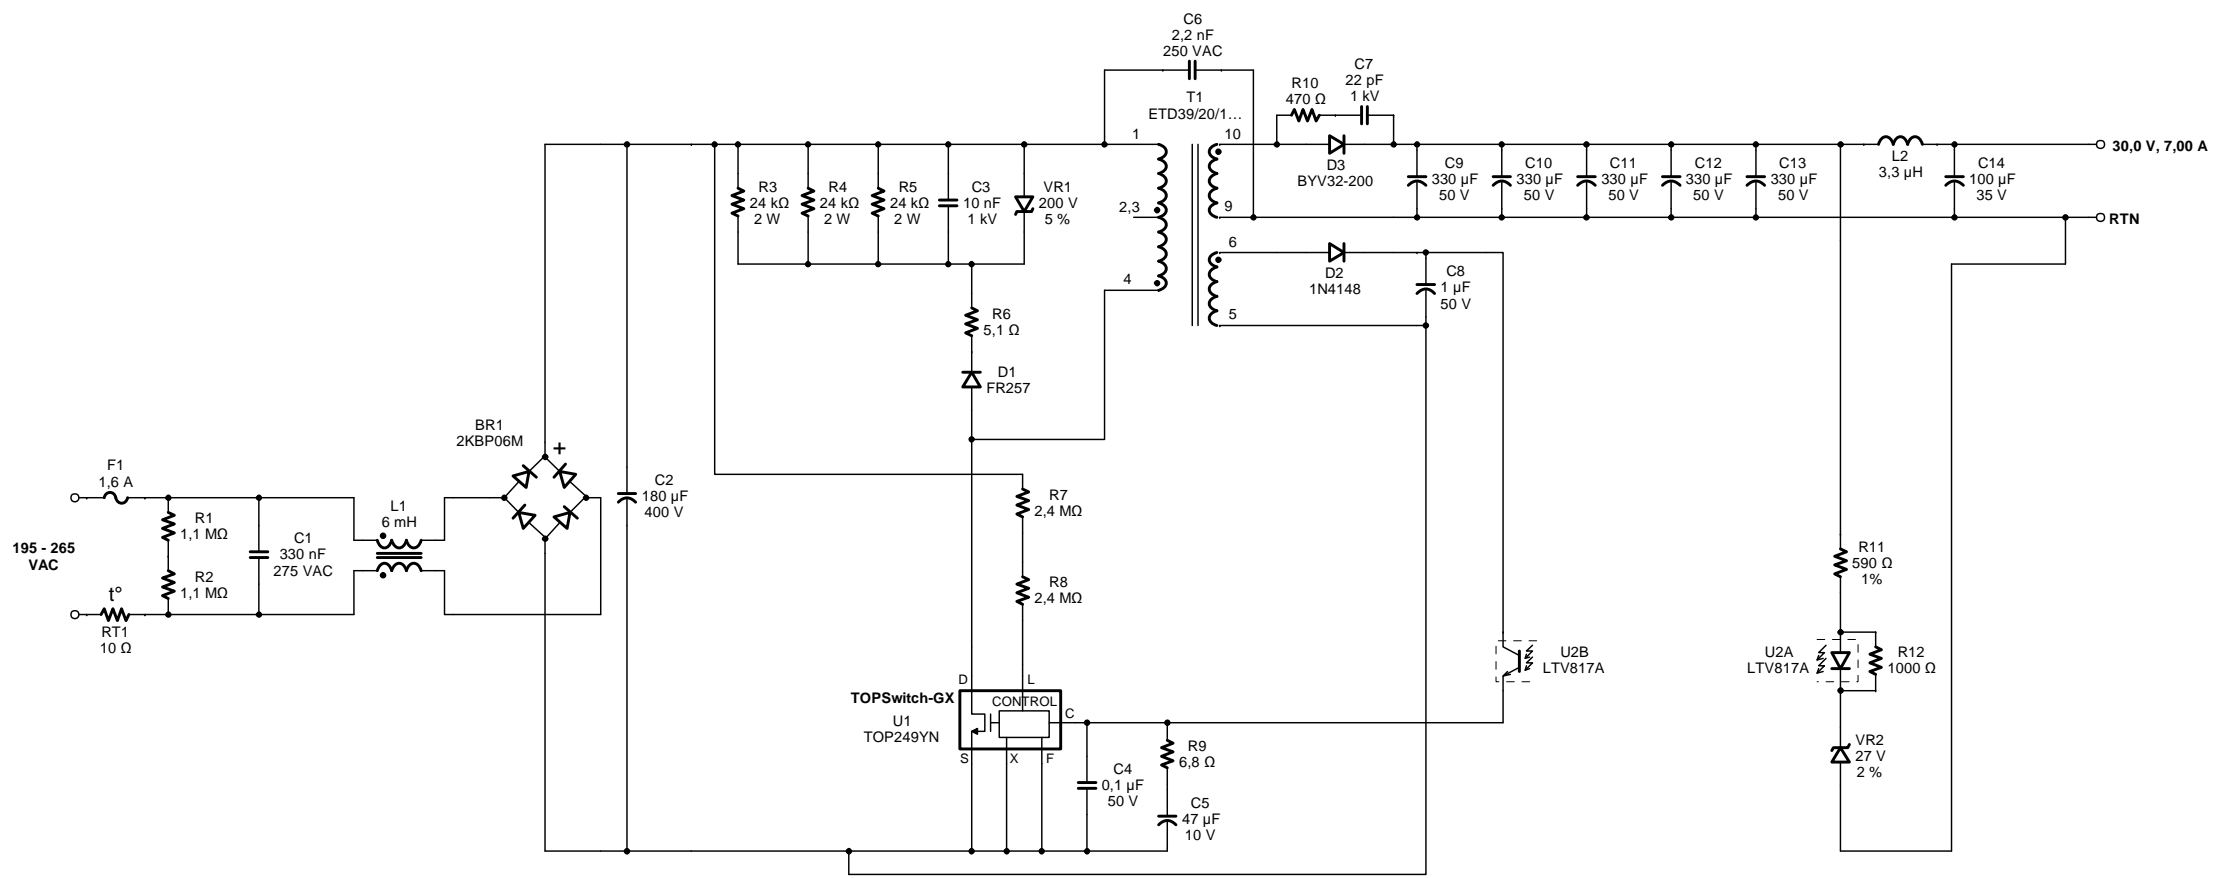 C6
2,2 nF
250 VAC
T1
ETD39/20/1...
R10
470 Ω
C7
22 pF
1 kV
1
2,3
4
10
9
6
5
D3
BYV32-200
D2
1N4148
C8
1 µF
50 V
C9
330 µF
50 V
C10
330 µF
50 V
C11
330 µF
50 V
C12
330 µF
50 V
C13
330 µF
50 V
L2
3,3 µH
C14
100 µF
35 V
30,0 V, 7,00 A
RTN
R3
24 kΩ
2 W
R4
24 kΩ
2 W
R5
24 kΩ
2 W
C3
10 nF
1 kV
VR1
200 V
5 %
R6
5,1 Ω
D1
FR257
BR1
2KBP06M
+
F1
1,6 A
R1
1,1 MΩ
R2
1,1 MΩ
C1
330 nF
275 VAC
L1
6 mH
195 - 265
VAC
t°
RT1
10 Ω
C2
180 µF
400 V
R7
2,4 MΩ
R8
2,4 MΩ
D
L
TOPSwitch-GX
CONTROL
C
U1
TOP249YN
S
X
F
C4
0,1 µF
50 V
R9
6,8 Ω
C5
47 µF
10 V
U2B
LTV817A
R11
590 Ω
1%
U2A
LTV817A
R12
1000 Ω
VR2
27 V
2 %